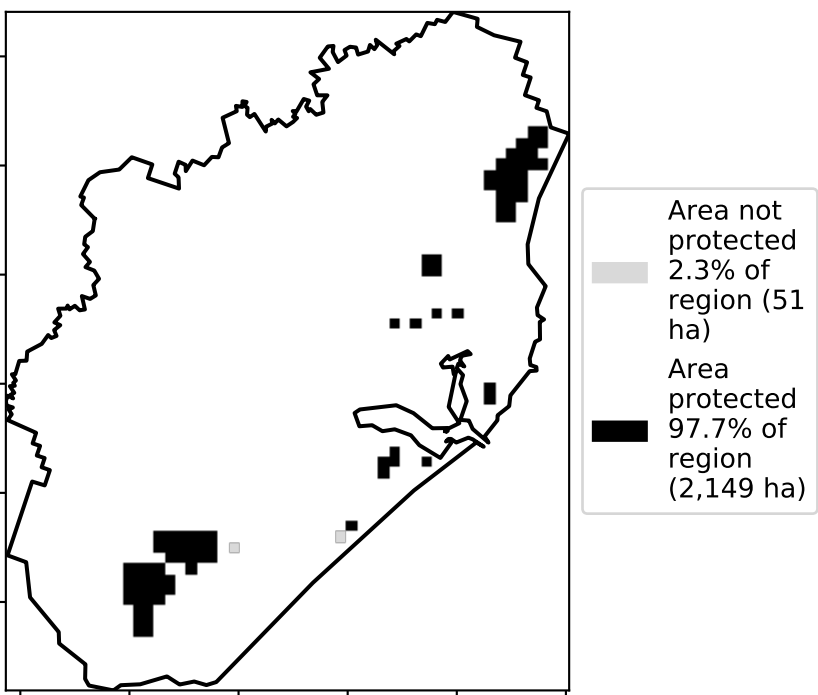 Area not
protected
2.3% of
region (51
ha)
Area
protected
97.7% of
region
(2,149 ha)